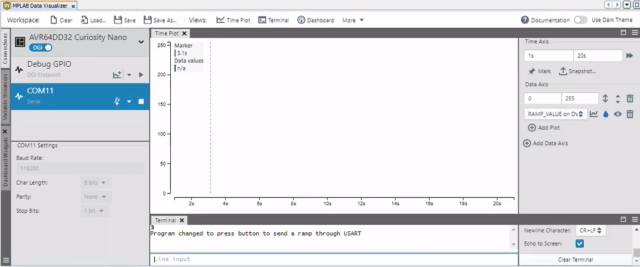 MPLAB Data Visualizer
Workspace: Clear Load... Save Save As... Views: Time Plot Terminal Dashboard More... Documentation Use Dark Theme
Connections
Variable Streamers
Dashboard Widgets
AVR64DD32 Curiosity Nano
DGI
Debug GPIO
DGI Endpoint
COM11
Serial
COM11 Settings
Baud Rate:
115200
Char Length: 8 bits
Parity: None
Stop Bits: 1 bit
Time Plot
Marker
3.1s
Data values
n/a
250
200
150
100
50
0
2s 4s 6s 8s 10s 12s 14s 16s 18s 20s
Time Axis
1s 20s
Mark Snapshot...
Data Axis
0 255
RAMP_VALUE on DV
Add Plot
Add Data Axis
Terminal
3
Program changed to press button to send a ramp through USART
Line input
Newline Character: CR+LF
Echo to Screen:
Clear Terminal